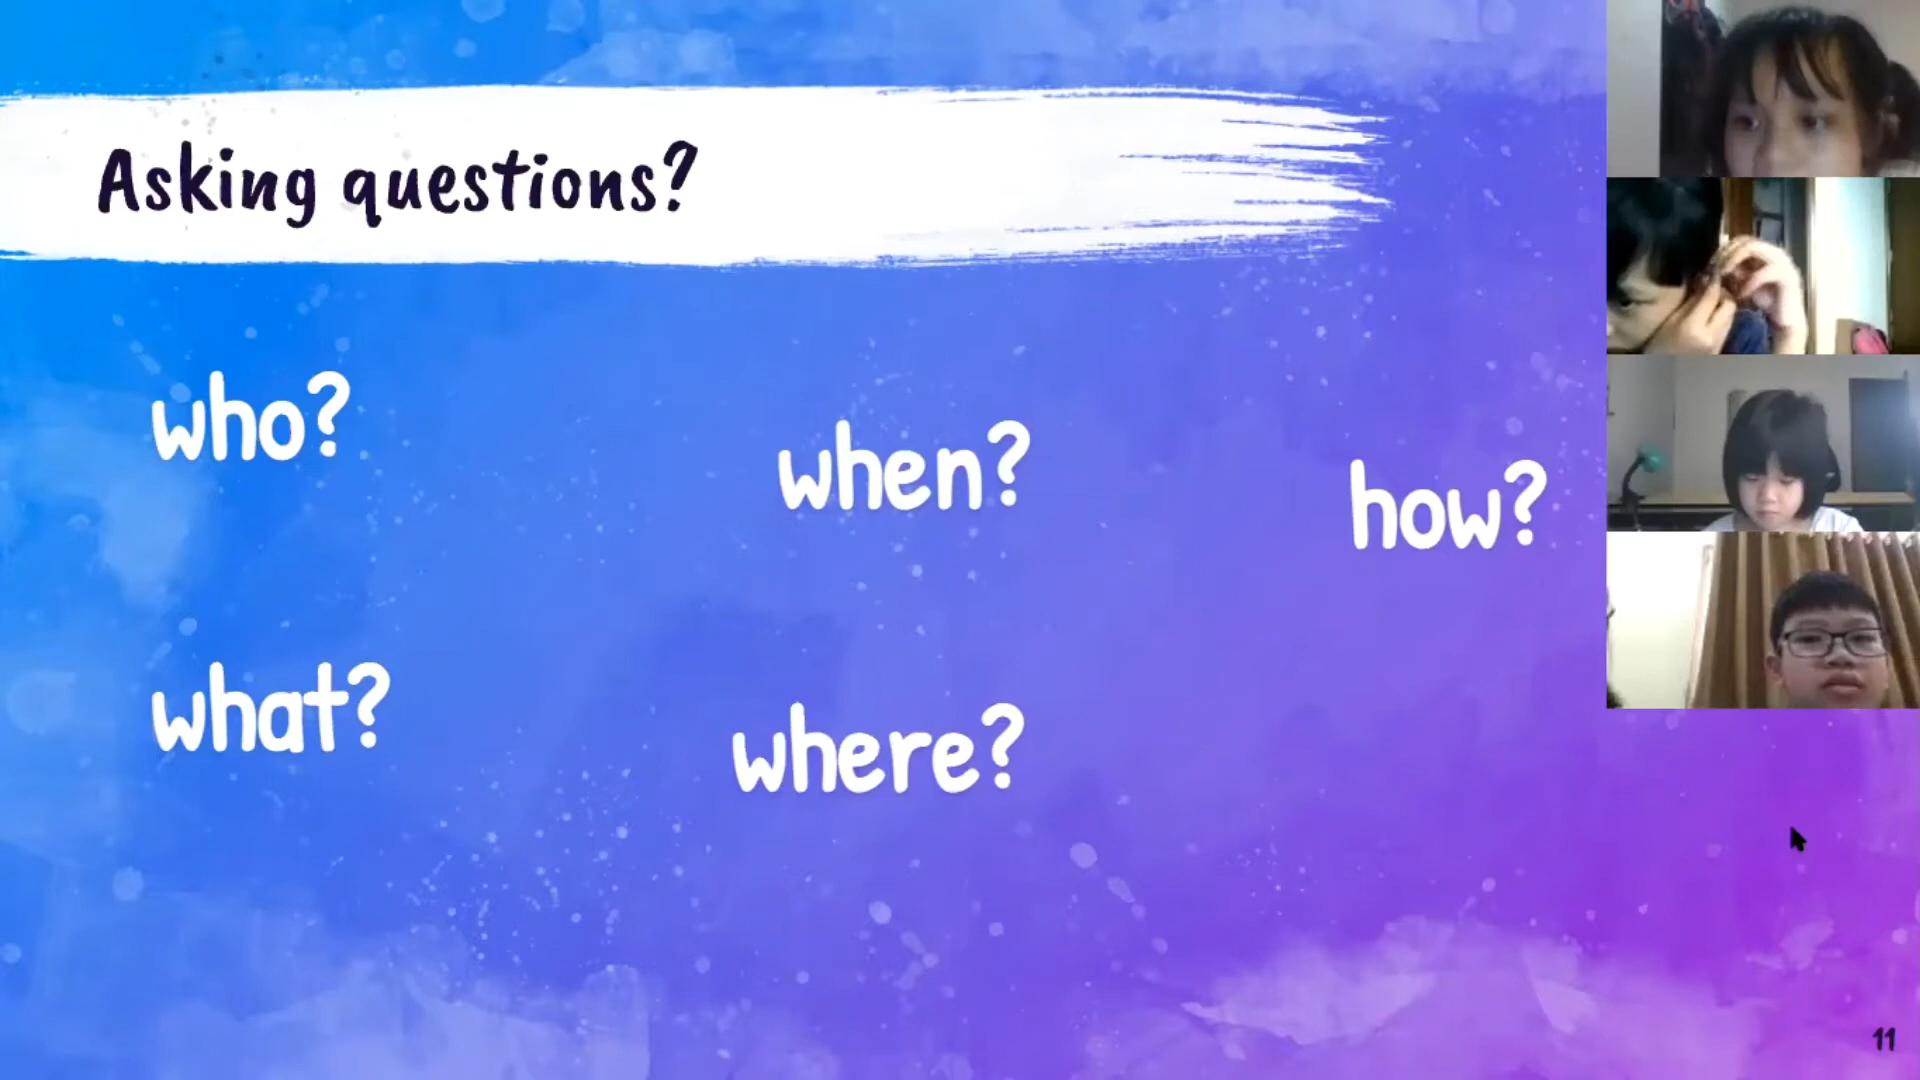 Asking questions?
who?
when?
how?
what?
where?
11